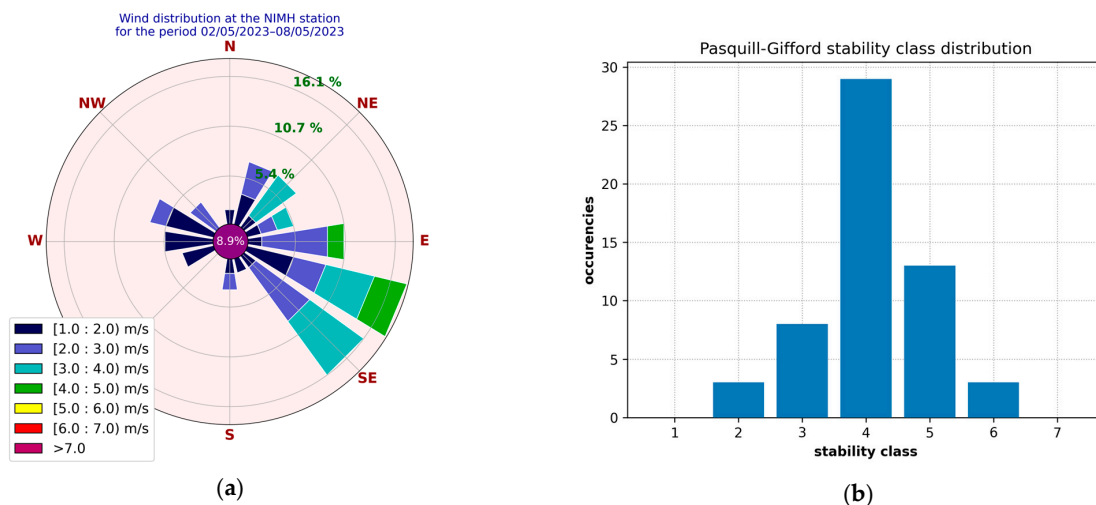 Wind distribution at the NIMH station
for the period 02/05/2023–08/05/2023
N
NE
E
SE
S
W
NW
16.1 %
10.7 %
5.4 %
8.9%
[1.0 : 2.0) m/s
[2.0 : 3.0) m/s
[3.0 : 4.0) m/s
[4.0 : 5.0) m/s
[5.0 : 6.0) m/s
[6.0 : 7.0) m/s
>7.0
(a)
Pasquill-Gifford stability class distribution
occurencies
30
25
20
15
10
5
0
1 2 3 4 5 6 7
stability class
(b)